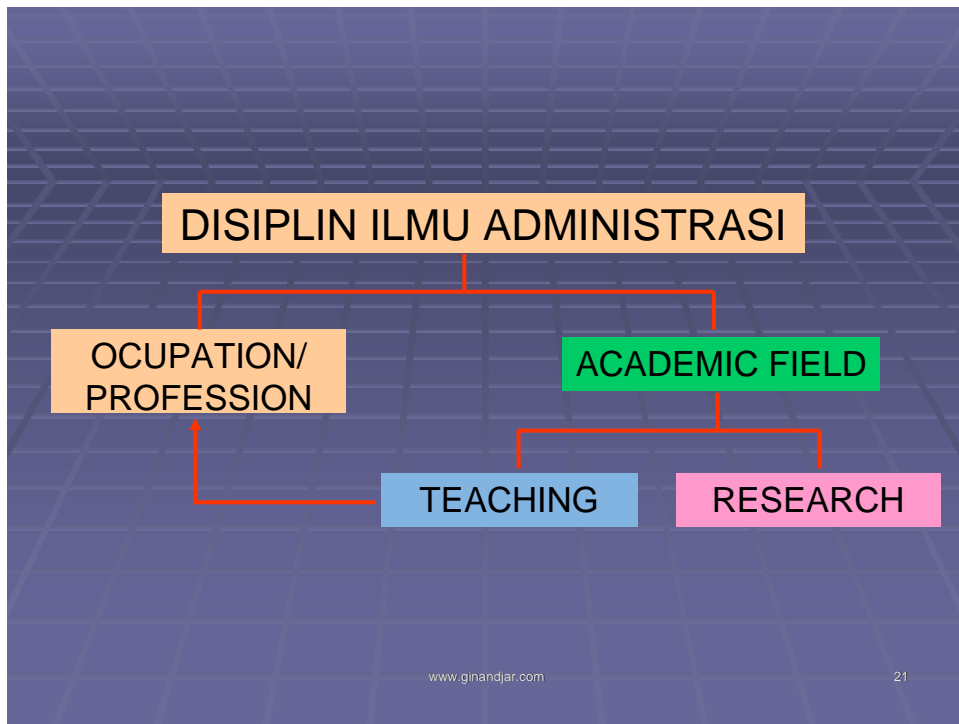 DISIPLIN ILMU ADMINISTRASI
OCUPATION/
PROFESSION
ACADEMIC FIELD
TEACHING
RESEARCH
www.ginandjar.com
21